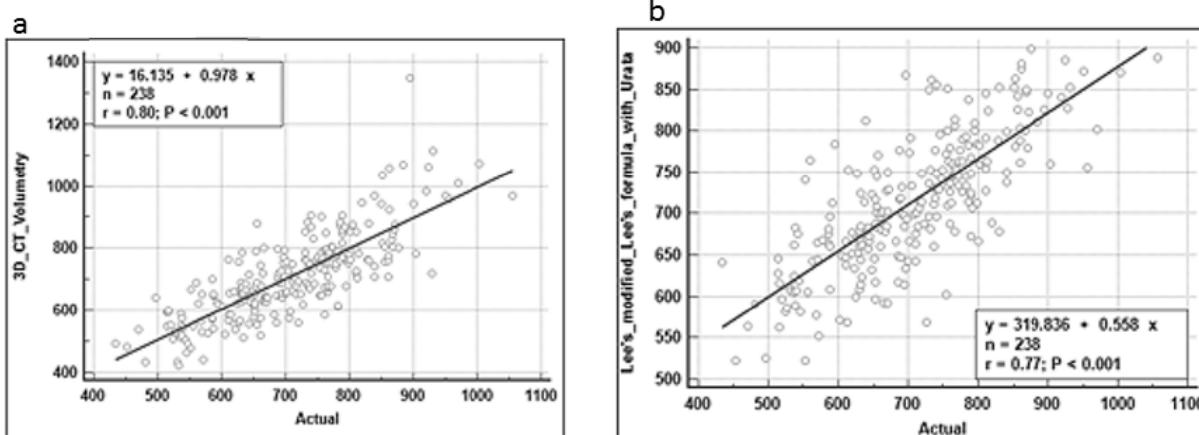 a
1400
1200
1000
800
600
400
3D_CT_Volumetry
y = 16.135 + 0.978 x
n = 238
r = 0.80; P < 0.001
400 500 600 700 800 900 1000 1100
Actual
b
900
850
800
750
700
650
600
550
500
Lee's_modified_Lee's_formula_with_Urata
y = 319.836 + 0.558 x
n = 238
r = 0.77; P < 0.001
400 500 600 700 800 900 1000 1100
Actual